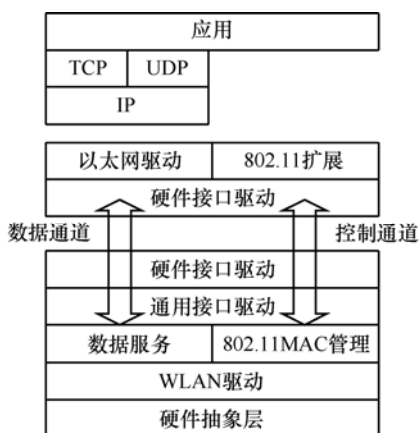 应用
TCP UDP
IP
以太网驱动 802.11扩展
硬件接口驱动
数据通道 控制通道
硬件接口驱动
通用接口驱动
数据服务 802.11MAC管理
WLAN驱动
硬件抽象层